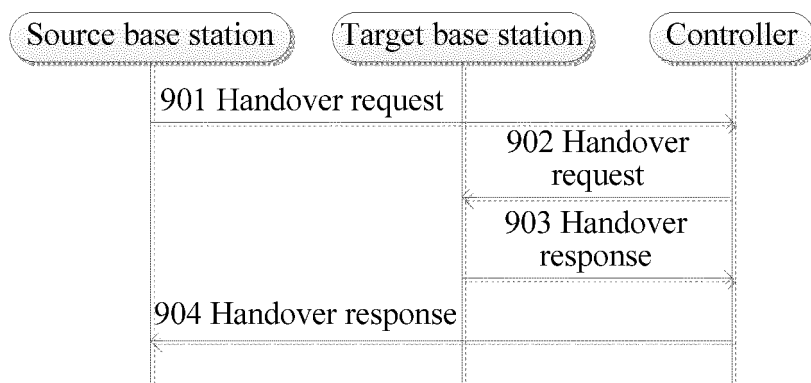 Source base station
Target base station
Controller
901 Handover request
902 Handover
request
903 Handover
response
904 Handover response